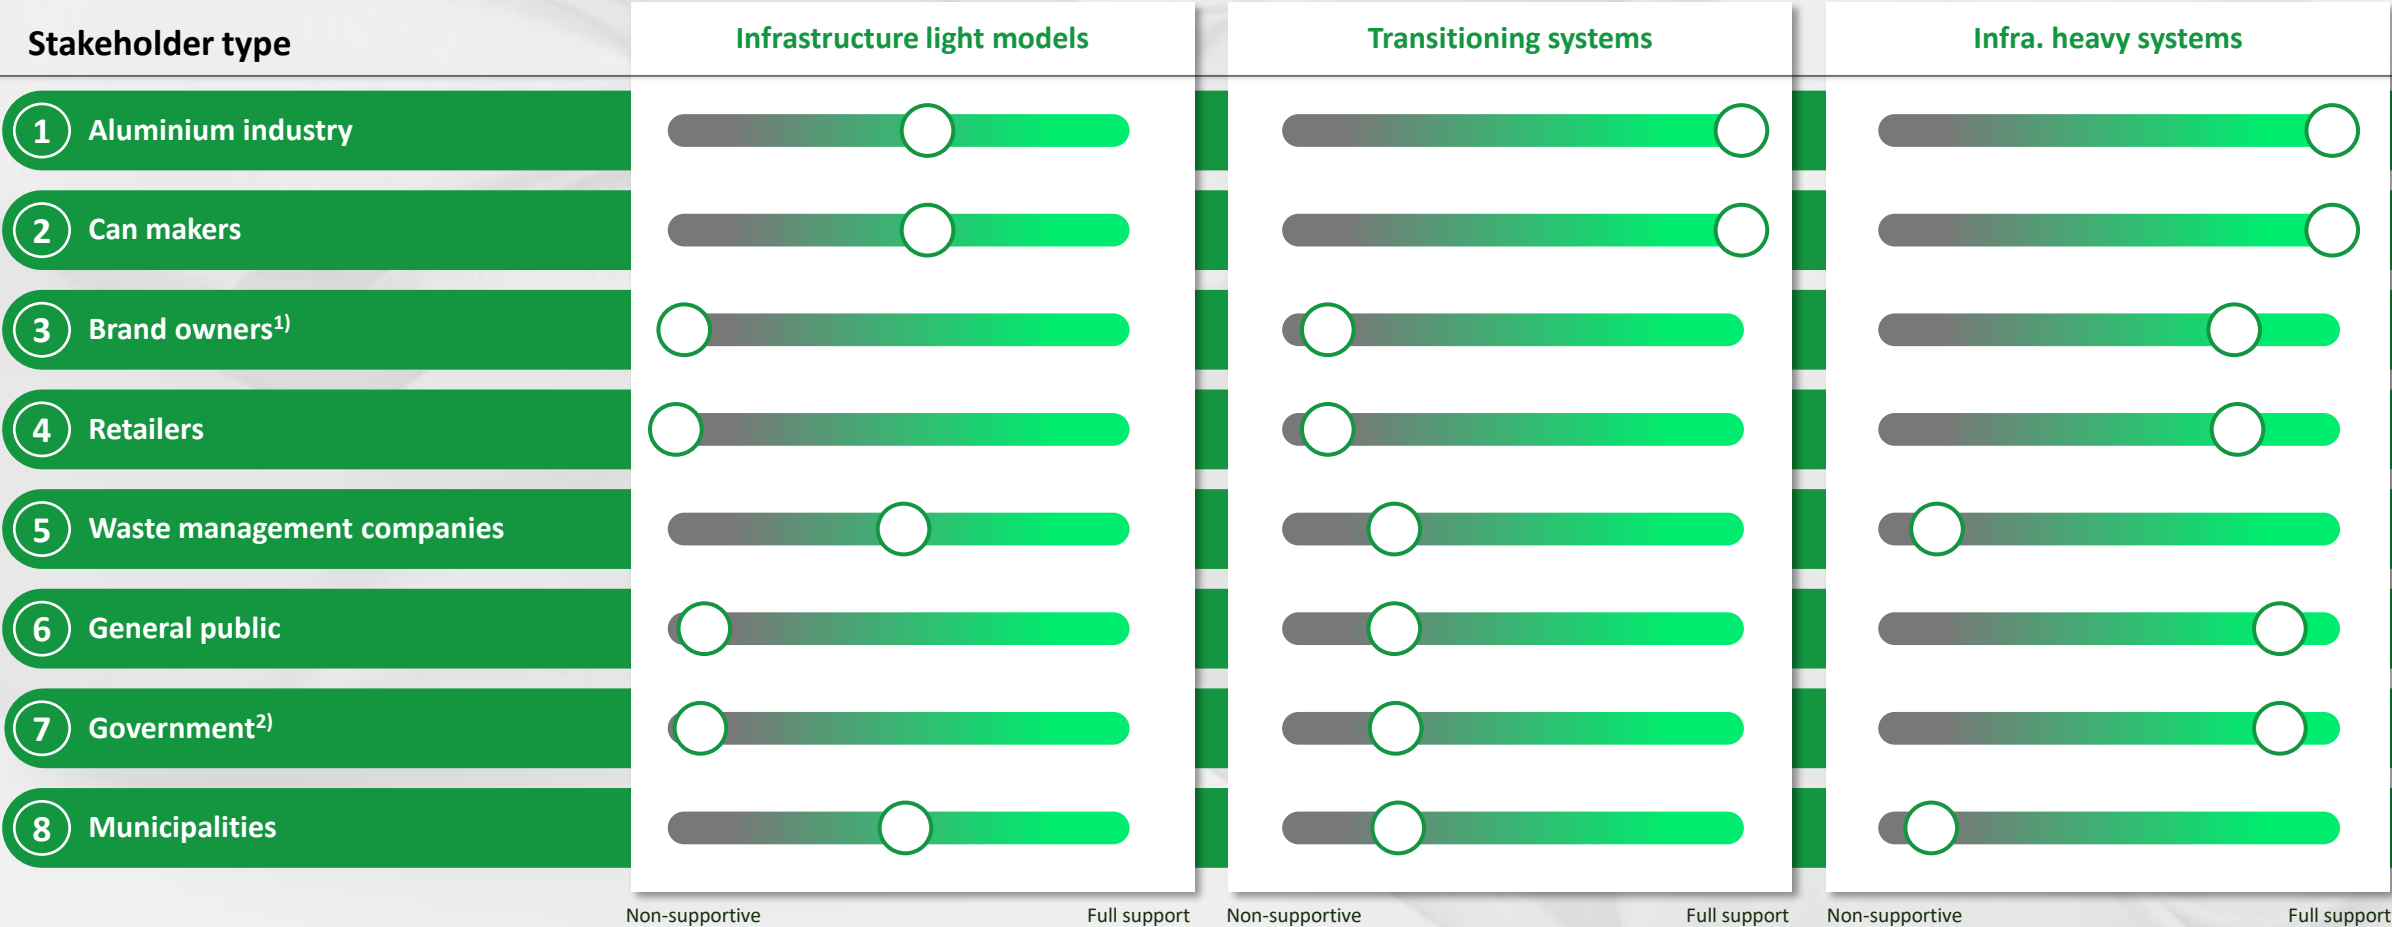 Stakeholder type
Infrastructure light models
Transitioning systems
Infra. heavy systems
1 Aluminium industry
2 Can makers
3 Brand owners1)
4 Retailers
5 Waste management companies
6 General public
7 Government2)
8 Municipalities
Non-supportive
Full support
Non-supportive
Full support
Non-supportive
Full support